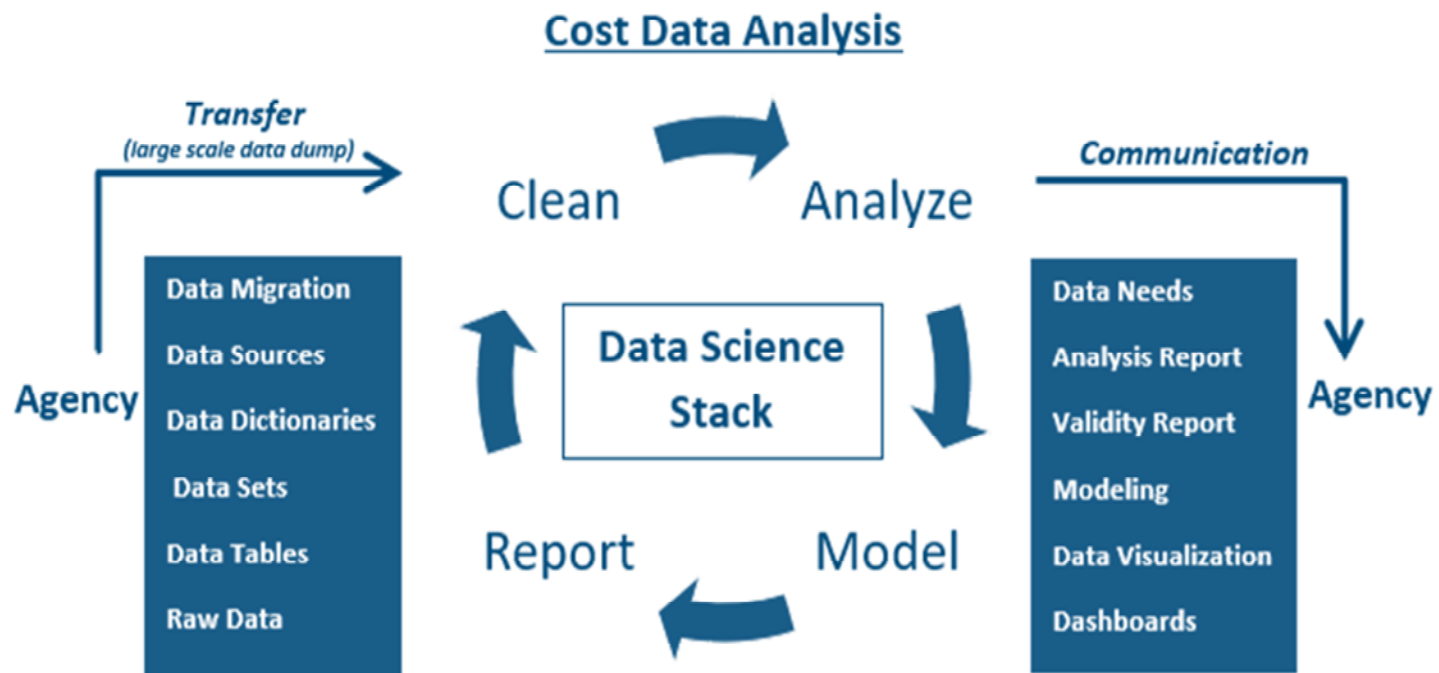 Cost Data Analysis
Transfer
(large scale data dump)
Agency
Data Migration
Data Sources
Data Dictionaries
Data Sets
Data Tables
Raw Data
Clean
Analyze
Data Science
Stack
Report
Model
Communication
Data Needs
Analysis Report
Validity Report
Modeling
Data Visualization
Dashboards
Agency